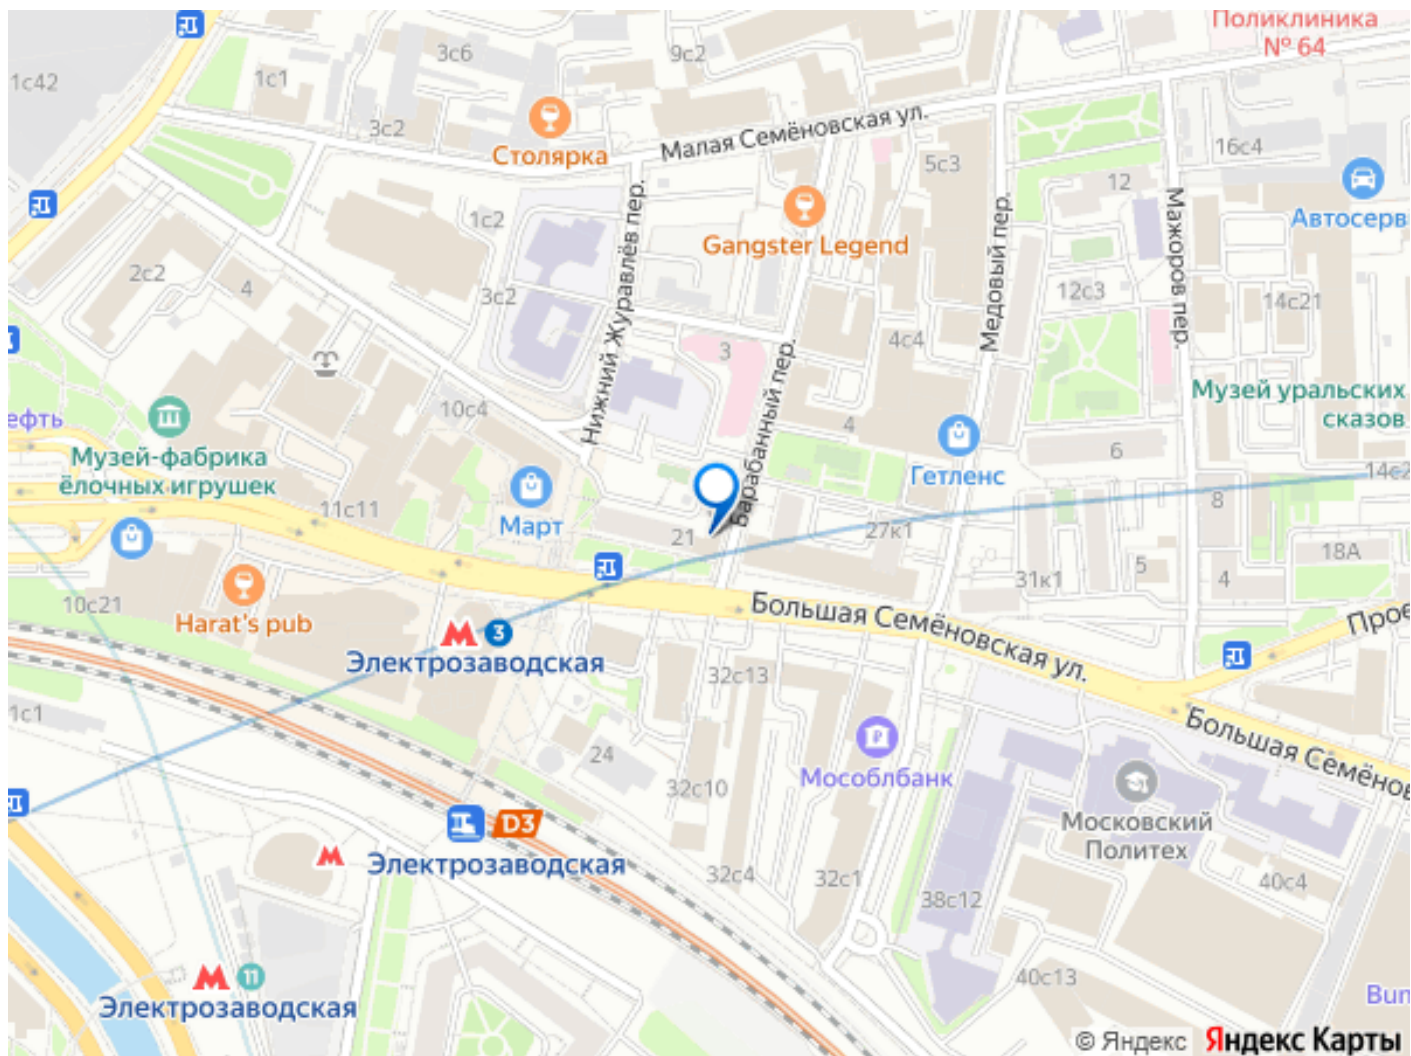 Поликлиника
№ 64
9с2
3с6
1с1
1с42
3с2
Столярка
Малая Семёновская ул.
5с3
16с4
12
Автосерв
1с2
Gangster Legend
Нижний Журавлёв пер.
Медовый пер.
Мажоров пер.
2с2
4
3с2
12с3
14с21
4с4
3
Барабанный пер.
Музей уральских
сказов
10с4
ефть
4
6
Гетленс
14с2
Музей-фабрика
ёлочных игрушек
11с11
Март
21
27к1
8
18А
31к1
5
4
10с21
Harat's pub
3
Электрозаводская
Большая Семёновская ул.
Прое
32с13
1с1
24
32с10
Мособлбанк
Большая Семёнов
Московский
Политех
D3
Электрозаводская
32с4
32с1
38с12
40с4
11
Электрозаводская
40с13
Bun
© Яндекс
Яндекс Карты